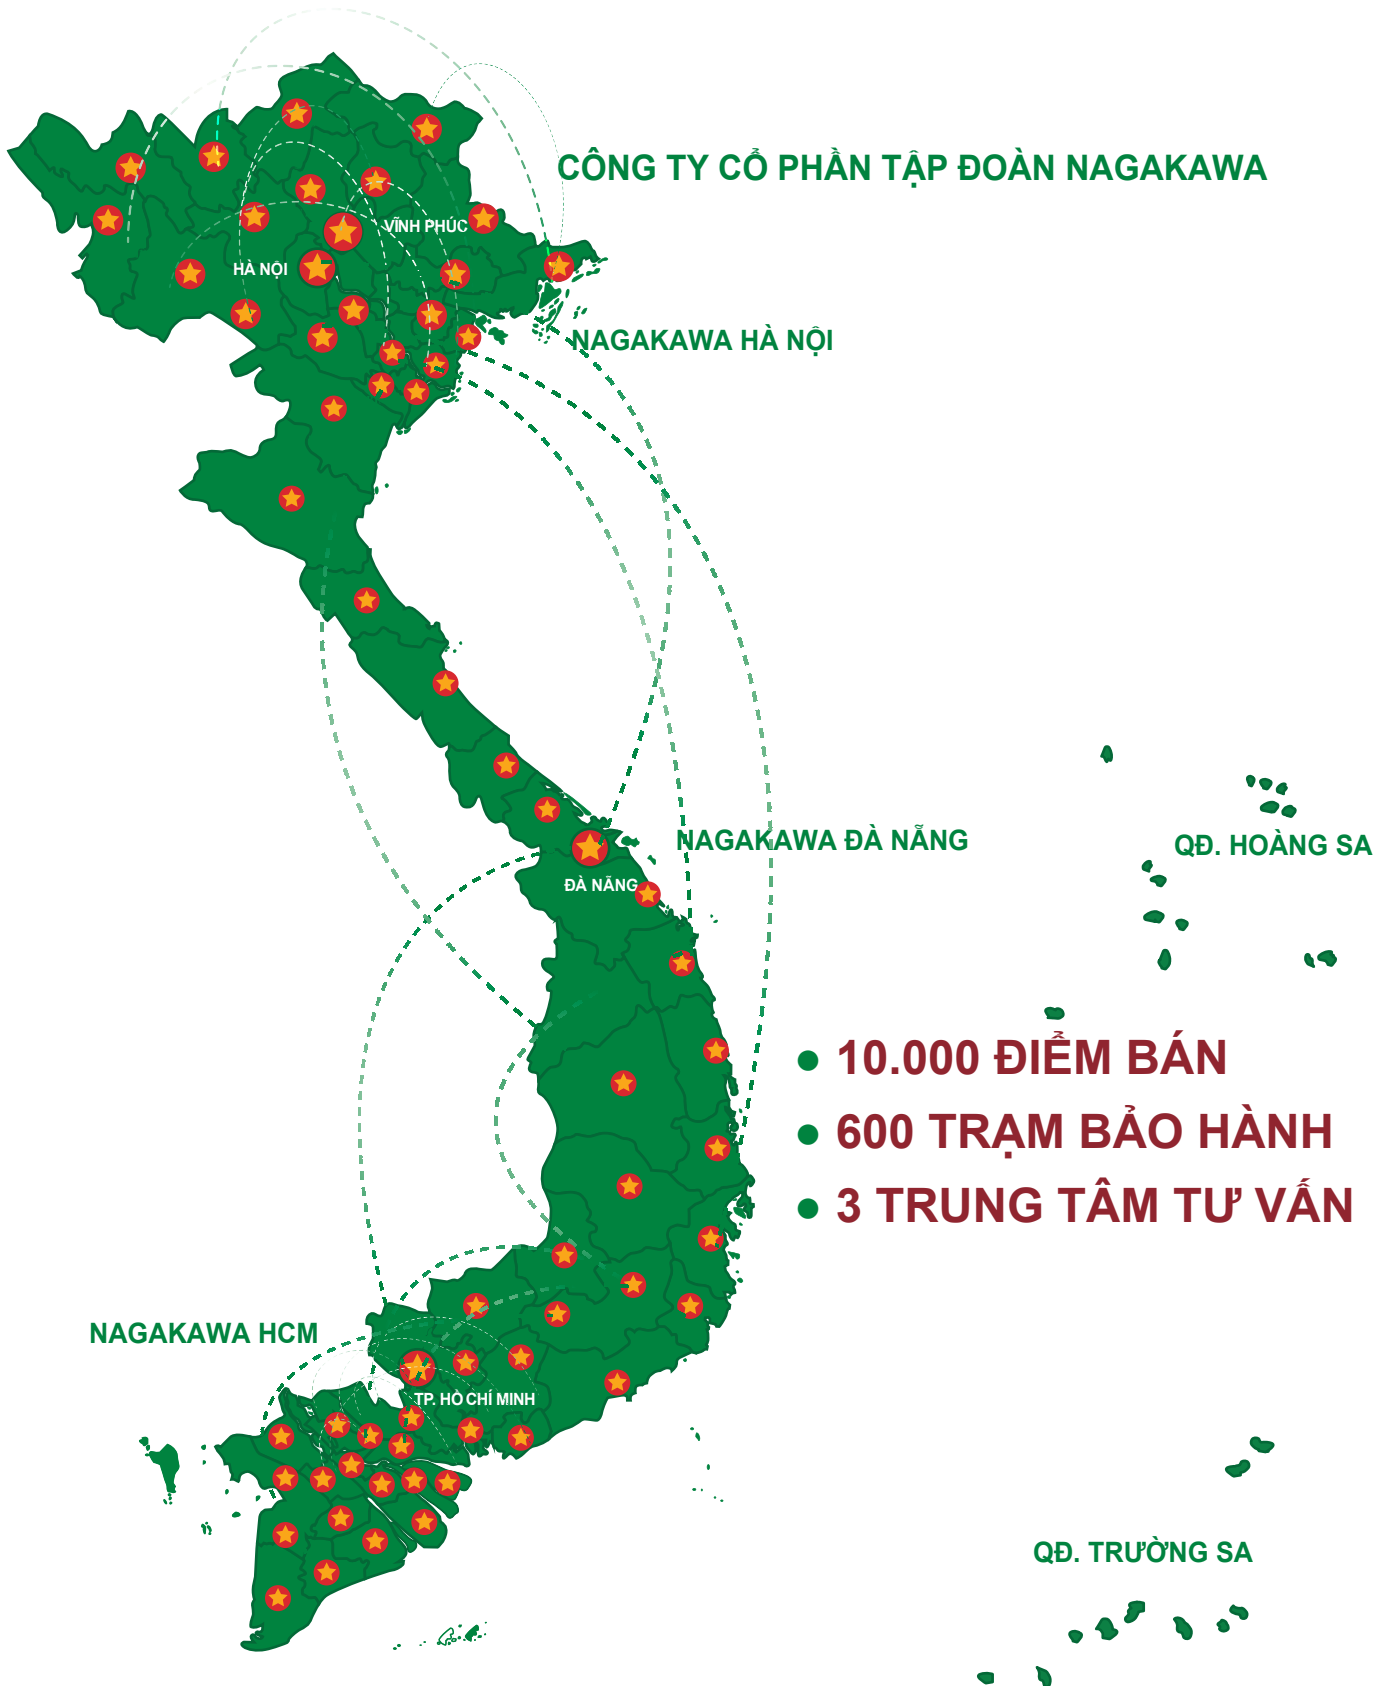 CÔNG TY CỔ PHẦN TẬP ĐOÀN NAGAKAWA
VĨNH PHÚC
HÀ NỘI
NAGAKAWA HÀ NỘI
NAGAKAWA ĐÀ NẴNG
QĐ. HOÀNG SA
ĐÀ NẴNG
• 10.000 ĐIỂM BÁN
• 600 TRẠM BẢO HÀNH
• 3 TRUNG TÂM TƯ VẤN
NAGAKAWA HCM
TP. HỒ CHÍ MINH
QĐ. TRƯỜNG SA